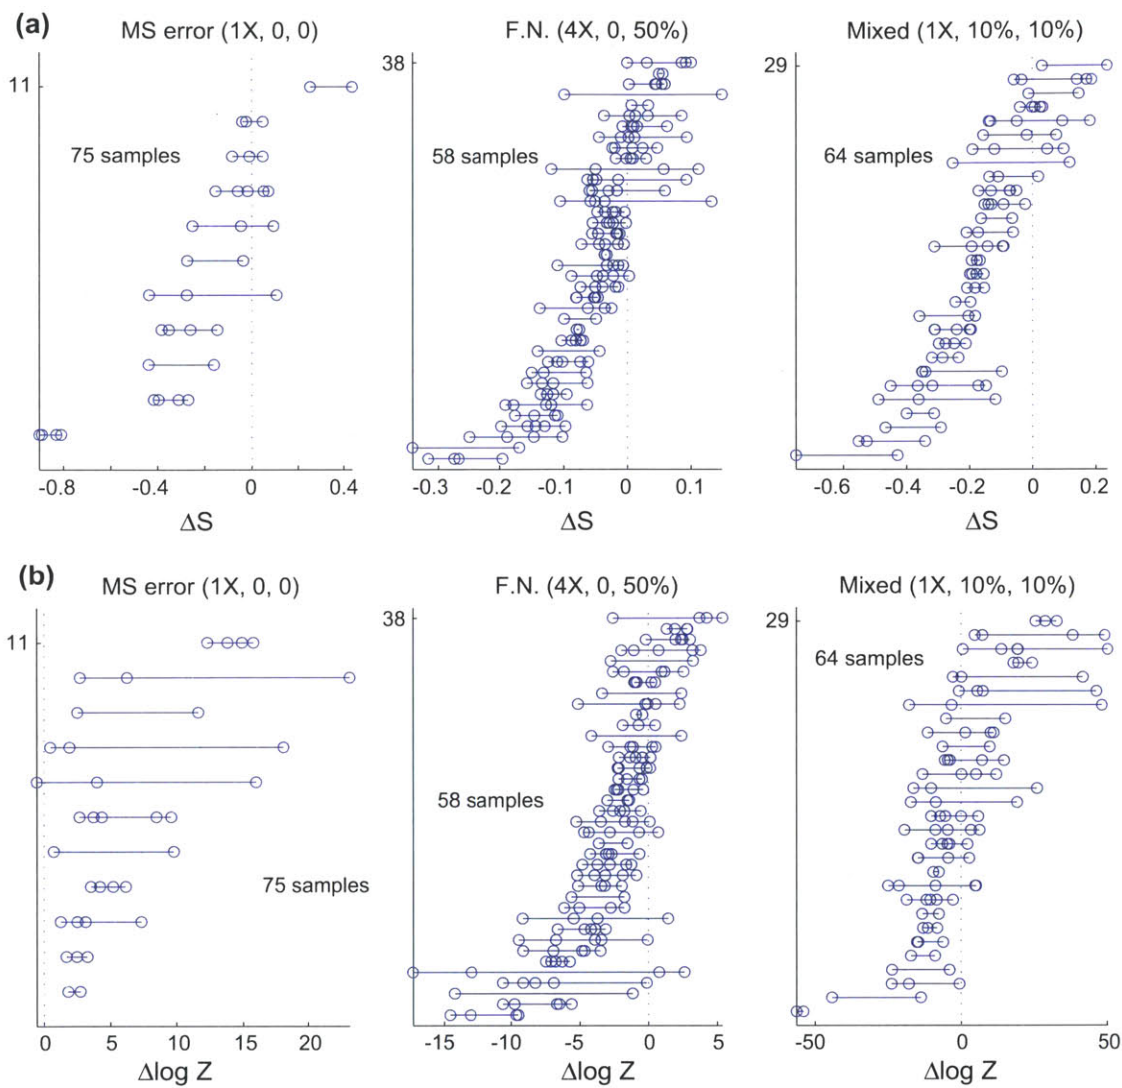 (a)
MS error (1X, 0, 0)
F.N. (4X, 0, 50%)
Mixed (1X, 10%, 10%)
11
38
29
75 samples
58 samples
64 samples
-0.8 -0.4 0 0.4
-0.3 -0.2 -0.1 0 0.1
-0.6 -0.4 -0.2 0 0.2
ΔS
ΔS
ΔS
(b)
MS error (1X, 0, 0)
F.N. (4X, 0, 50%)
Mixed (1X, 10%, 10%)
11
38
29
75 samples
58 samples
64 samples
0 5 10 15 20
-15 -10 -5 0 5
-50 0 50
Δlog Z
Δlog Z
Δlog Z